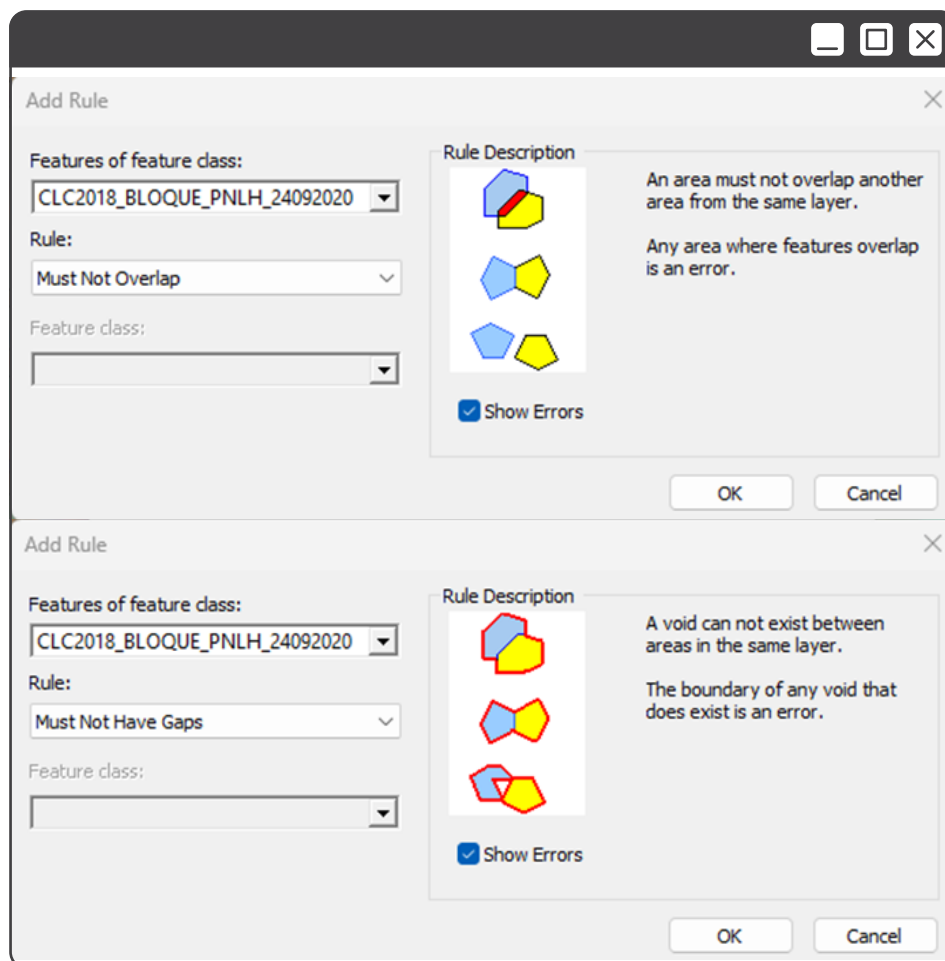 Add Rule
Features of feature class:
CLC2018_BLOQUE_PNLH_24092020
Rule:
Must Not Overlap
Feature class:
Rule Description
An area must not overlap another
area from the same layer.
Any area where features overlap
is an error.
Show Errors
OK
Cancel
Add Rule
Features of feature class:
CLC2018_BLOQUE_PNLH_24092020
Rule:
Must Not Have Gaps
Feature class:
Rule Description
A void can not exist between
areas in the same layer.
The boundary of any void that
does exist is an error.
Show Errors
OK
Cancel